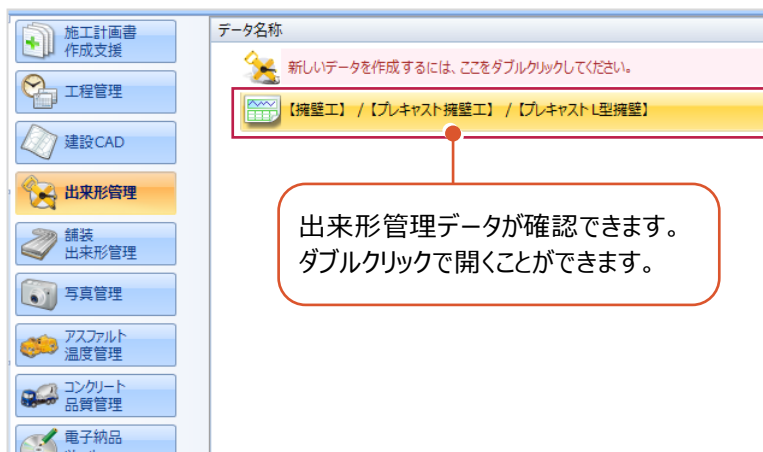 施工計画書
作成支援
工程管理
建設CAD
出来形管理
舗装
出来形管理
写真管理
アスファルト
温度管理
コンクリート
品質管理
電子納品
データ名称
新しいデータを作成するには、ここをダブルクリックしてください。
【擁壁工】 / 【プレキャスト擁壁工】 / 【プレキャストL型擁壁】
出来形管理データが確認できます。
ダブルクリックで開くことができます。